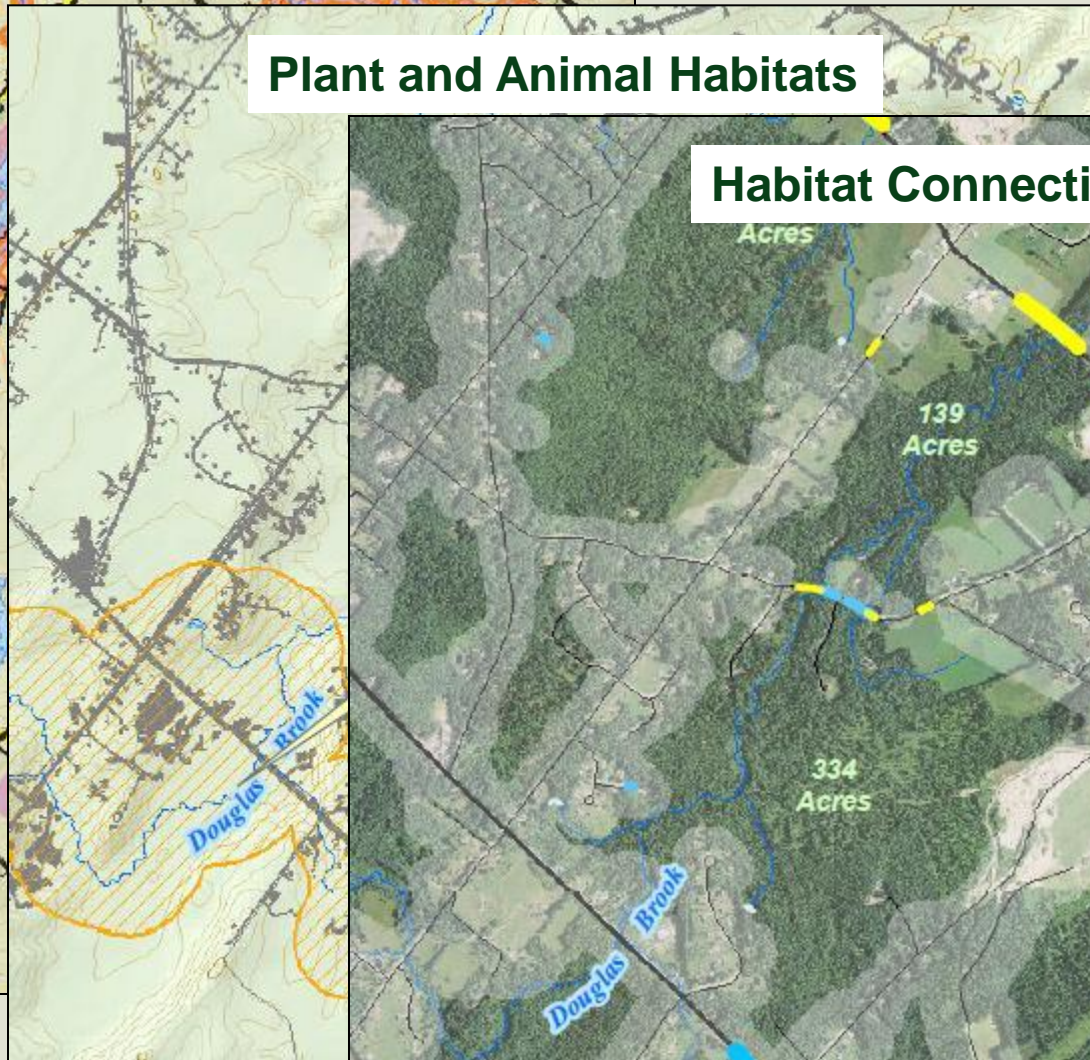 Plant and Animal Habitats
Habitat Connecti
Acres
139
Acres
334
Acres
Douglas Brook
Douglas Brook